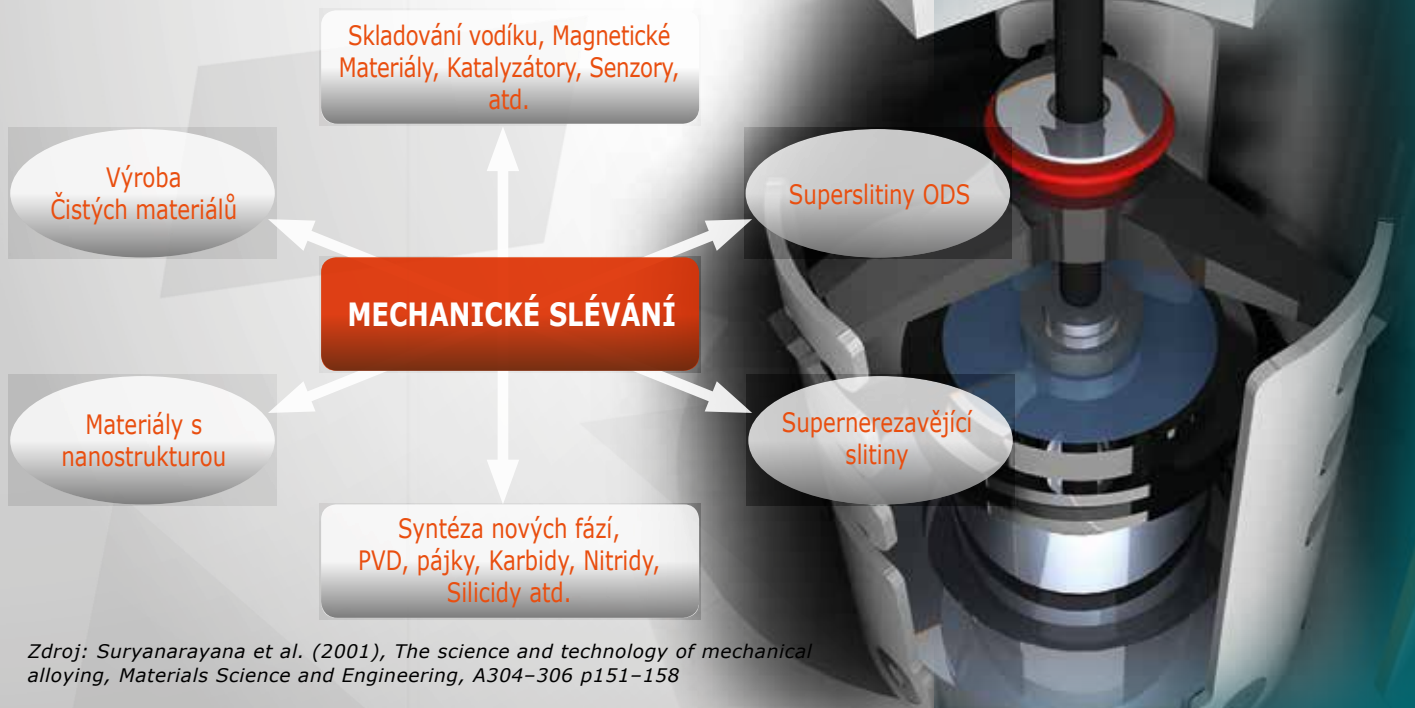 Skladování vodíku, Magnetické
Materiály, Katalyzátory, Senzory,
atd.
Výroba
Čistých materiálů
Superslitiny ODS
MECHANICKÉ SLÉVÁNÍ
Materiály s
nanostrukturou
Supernerezavějící
slitiny
Syntéza nových fází,
PVD, pájky, Karbidy, Nitridy,
Silicidy atd.
Zdroj: Suryanarayana et al. (2001), The science and technology of mechanical
alloying, Materials Science and Engineering, A304–306 p151–158